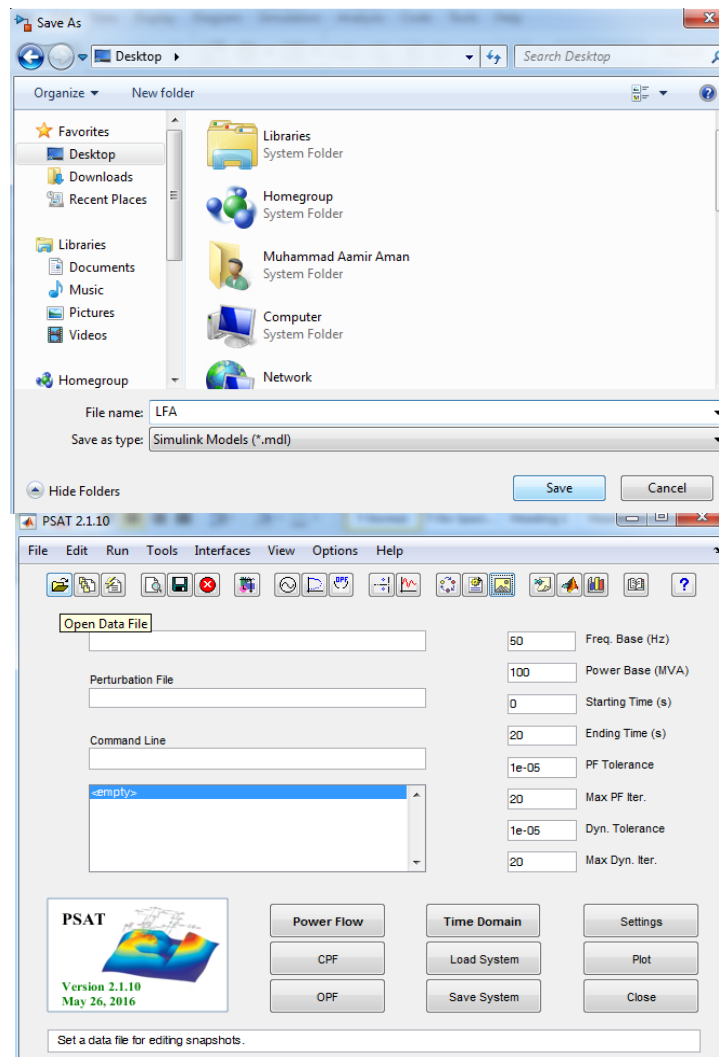 Save As
Desktop
Search Desktop
Organize
New folder
Favorites
Desktop
Downloads
Recent Places
Libraries
Documents
Music
Pictures
Videos
Homegroup
Libraries
System Folder
Homegroup
System Folder
Muhammad Aamir Aman
System Folder
Computer
System Folder
Network
File name: LFA
Save as type: Simulink Models (*.mdl)
Hide Folders
Save
Cancel
PSAT 2.1.10
File Edit Run Tools Interfaces View Options Help
OPF
?
Open Data File
50 Freq. Base (Hz)
Perturbation File
100 Power Base (MVA)
0 Starting Time (s)
Command Line
20 Ending Time (s)
1e-05 PF Tolerance
<empty>
20 Max PF Iter.
1e-05 Dyn. Tolerance
20 Max Dyn. Iter.
PSAT
Version 2.1.10
May 26, 2016
Power Flow
Time Domain
Settings
CPF
Load System
Plot
OPF
Save System
Close
Set a data file for editing snapshots.